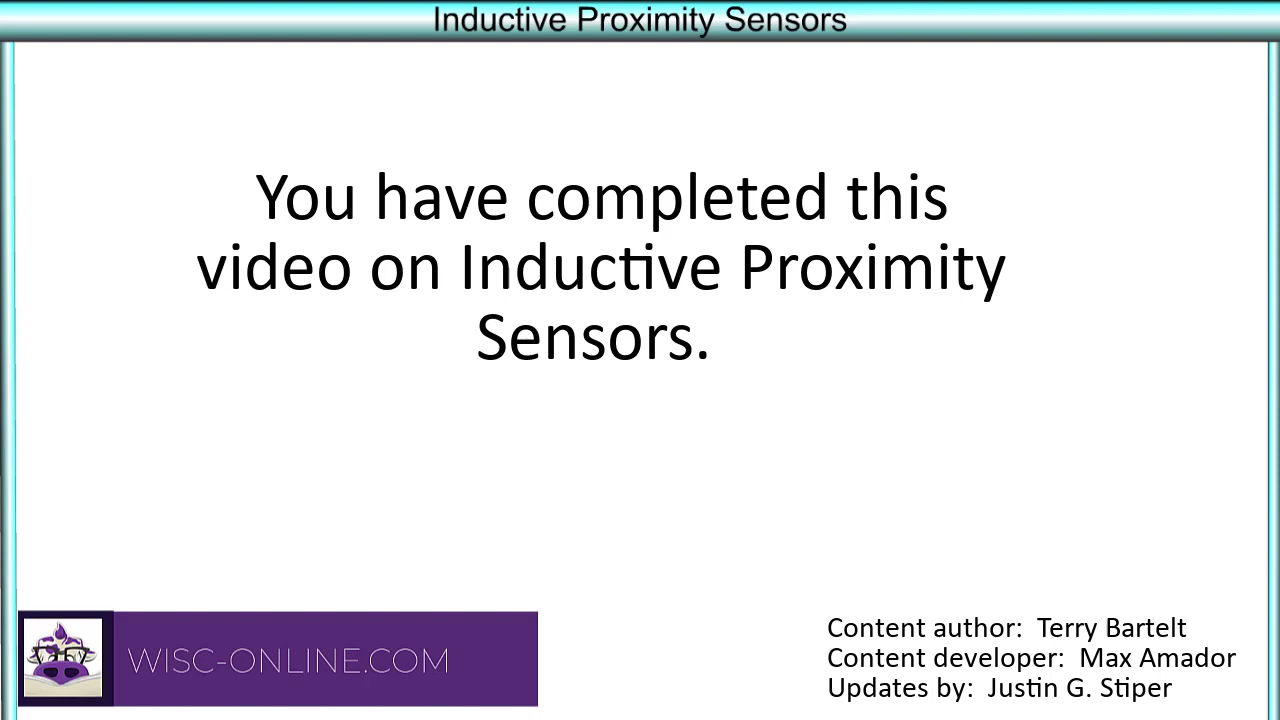 Inductive Proximity Sensors
You have completed this
video on Inductive Proximity
Sensors.
WISC-ONLINE.COM
Content author: Terry Bartelt
Content developer: Max Amador
Updates by: Justin G. Stiper